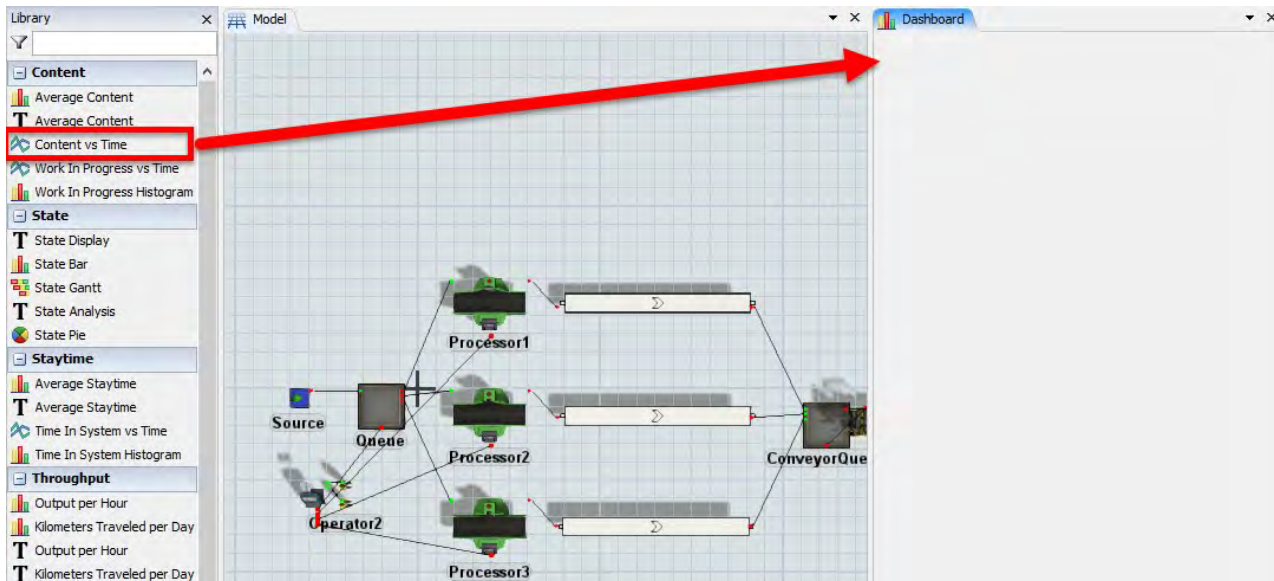 Library
Content
Average Content
T Average Content
Content vs Time
Work In Progress vs Time
Work In Progress Histogram
State
T State Display
State Bar
State Gantt
T State Analysis
State Pie
Staytime
Average Staytime
T Average Staytime
Time In System vs Time
Time In System Histogram
Throughput
Output per Hour
Kilometers Traveled per Day
T Output per Hour
T Kilometers Traveled per Day
Model
Processor1
Source
Queue
Processor2
ConveyorQue
Operator2
Processor3
Dashboard